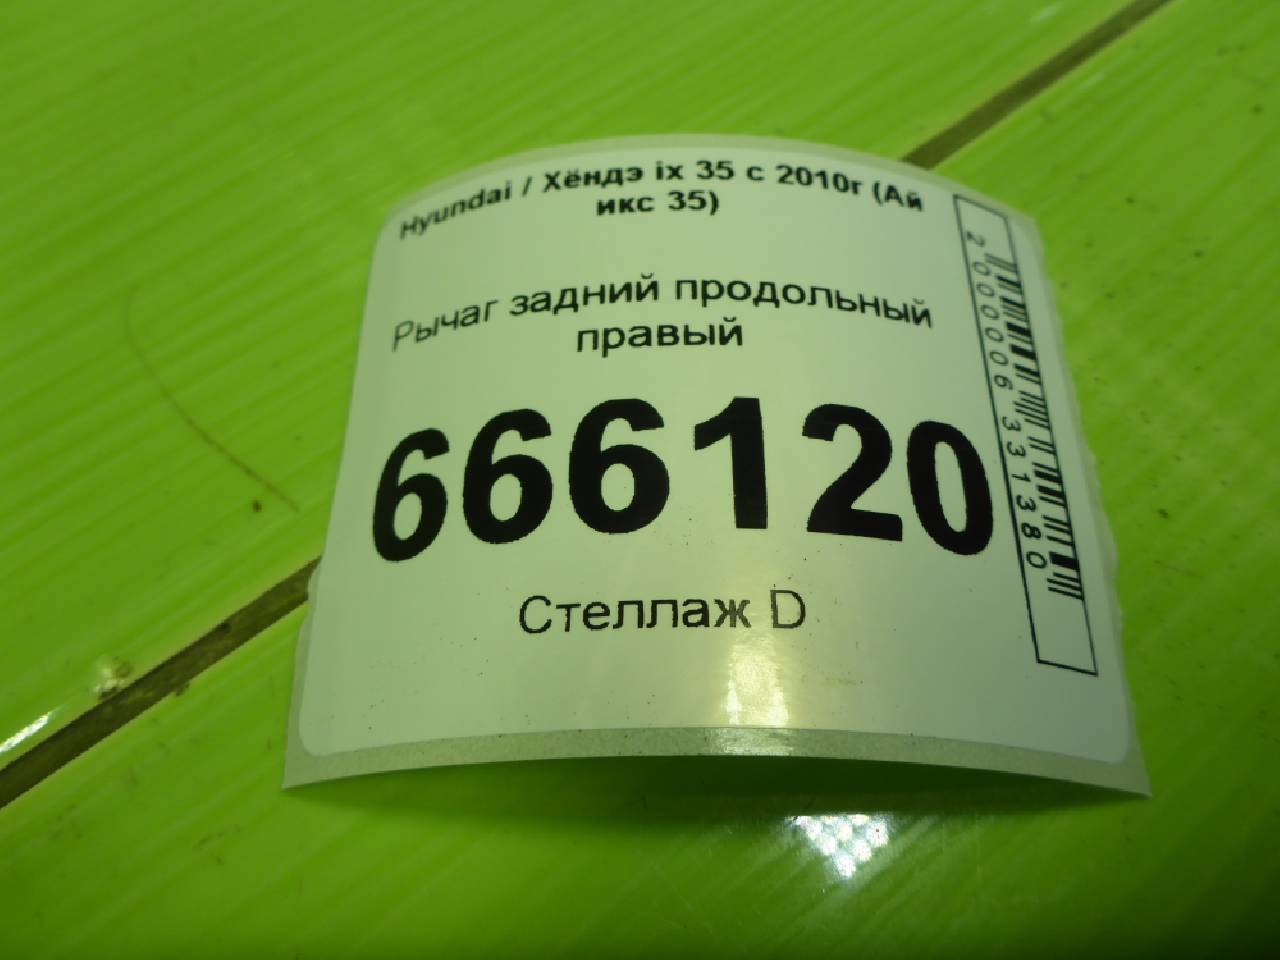 Hyundai / Хёндэ ix 35 с 2010г (Ай
икс 35)
Рычаг задний продольный
правый
666120
Стеллаж D
2000006331380